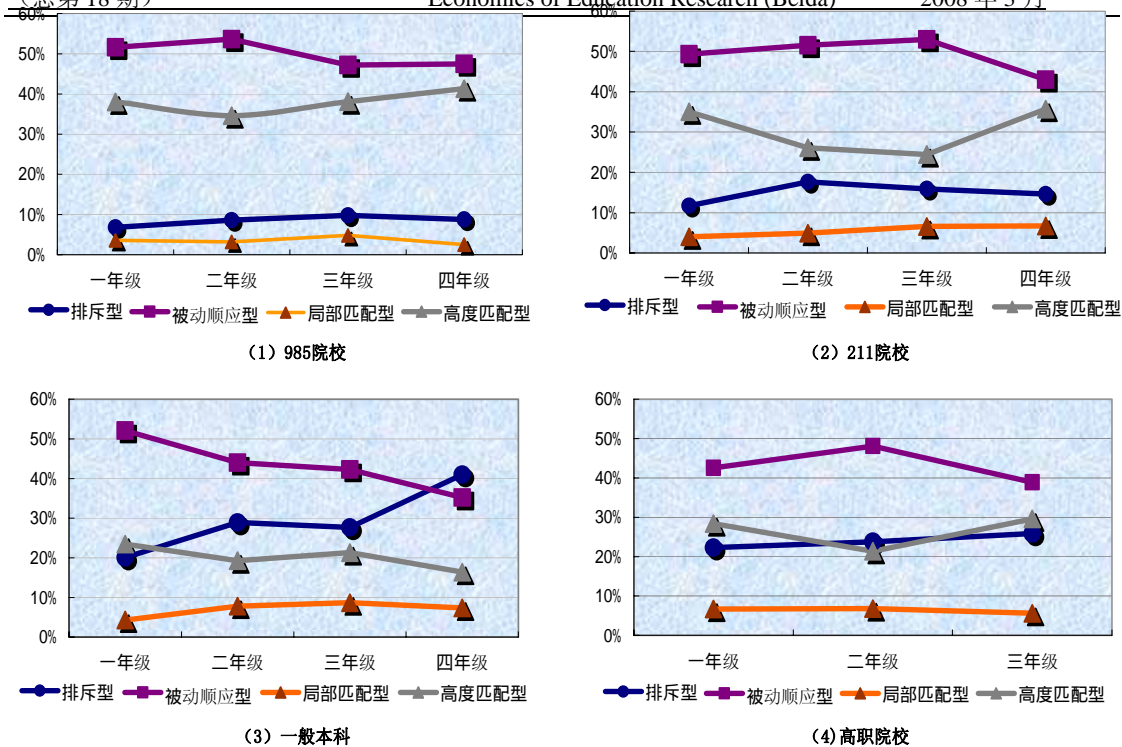 （总第 18 期） Economics of Education Research (Beida) 2008 年 3 月
60%
50%
40%
30%
20%
10%
0%
一年级 二年级 三年级 四年级
排斥型 被动顺应型 局部匹配型 高度匹配型
（1）985院校
60%
50%
40%
30%
20%
10%
0%
一年级 二年级 三年级 四年级
排斥型 被动顺应型 局部匹配型 高度匹配型
（2）211院校
60%
50%
40%
30%
20%
10%
0%
一年级 二年级 三年级 四年级
排斥型 被动顺应型 局部匹配型 高度匹配型
（3）一般本科
60%
50%
40%
30%
20%
10%
0%
一年级 二年级 三年级
排斥型 被动顺应型 局部匹配型 高度匹配型
（4)高职院校